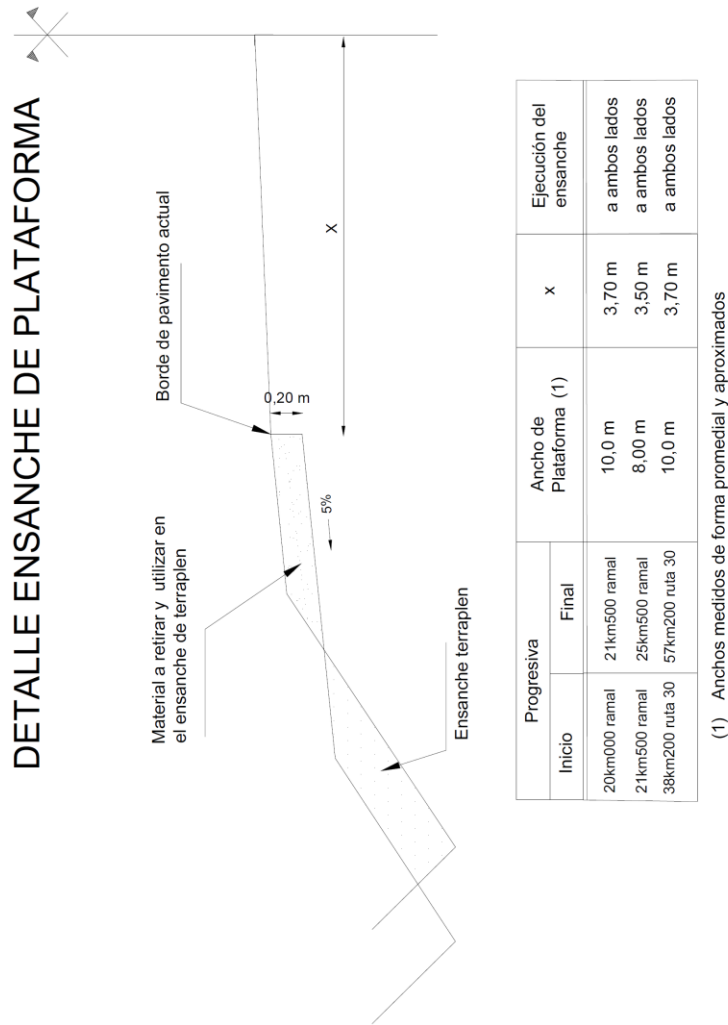 DETALLE ENSANCHE DE PLATAFORMA
Material a retirar y utilizar en
el ensanche de terraplen
Borde de pavimento actual
0,20 m
X
5%
Ensanche terraplen
Progresiva
Ancho de
Plataforma (1)
x
Ejecución del
ensanche
Inicio
Final
20km000 ramal 21km500 ramal 10,0 m 3,70 m a ambos lados
21km500 ramal 25km500 ramal 8,00 m 3,50 m a ambos lados
38km200 ruta 30 57km200 ruta 30 10,0 m 3,70 m a ambos lados
(1) Anchos medidos de forma promedial y aproximados